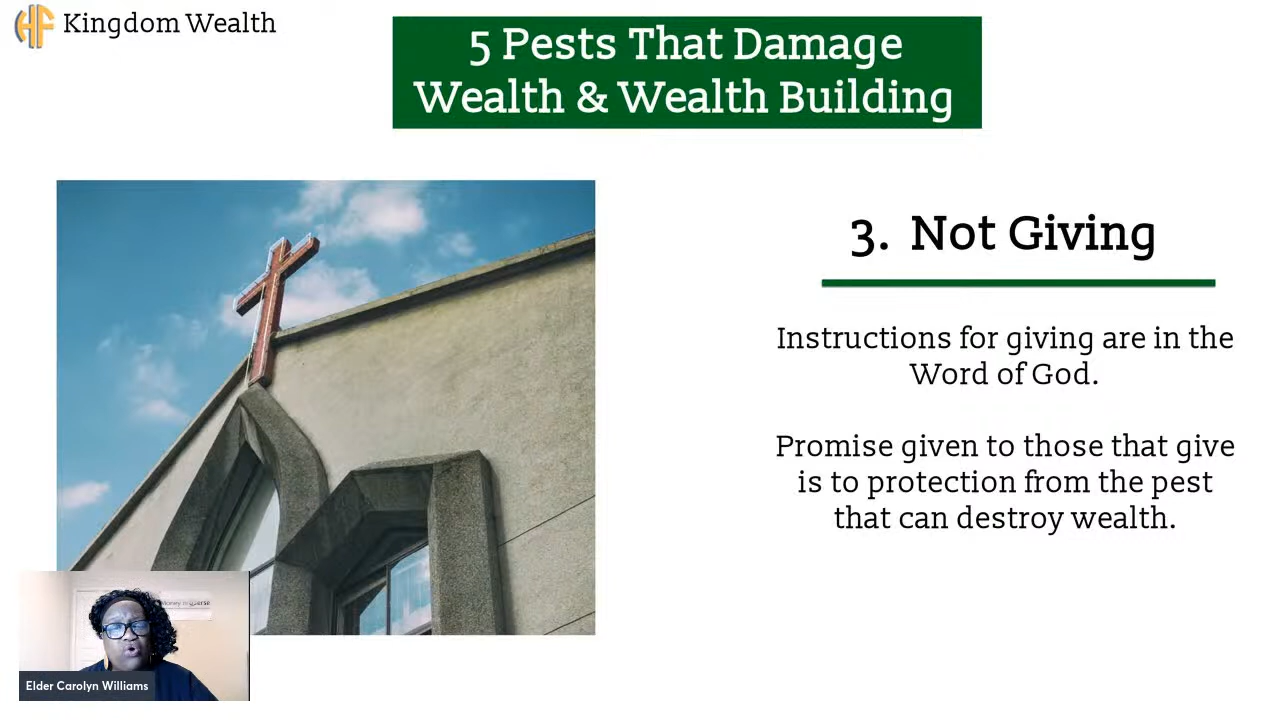 HF Kingdom Wealth
5 Pests That Damage
Wealth & Wealth Building
3. Not Giving
Instructions for giving are in the
Word of God.
Promise given to those that give
is to protection from the pest
that can destroy wealth.
Elder Carolyn Williams